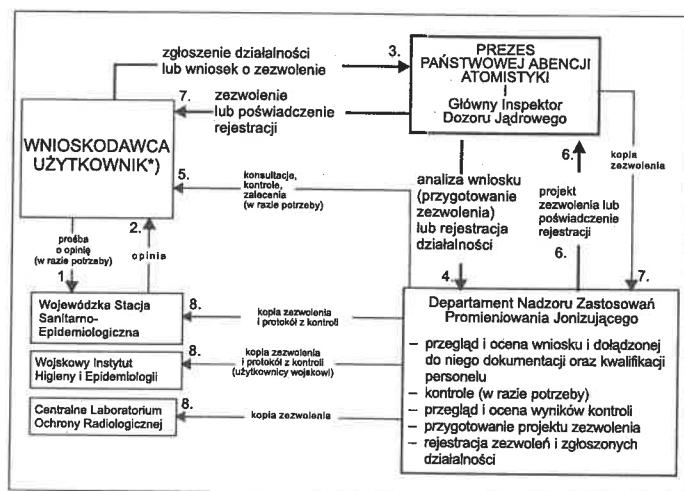 zgłoszenie działalności
lub wniosek o zezwolenie
3.
PREZES
PAŃSTWOWEJ ABENCJI
ATOMISTYKI
i
Główny Inspektor
Dozoru Jądrowego
7.
zezwolenie
lub poświadczenie
rejestracji
WNIOSKODAWCA
UŻYTKOWNIK*)
5.
konsultacje,
kontrole,
zalecenia
(w razie potrzeby)
analiza wniosku
(przygotowanie
zezwolenia)
lub rejestracja
działalności
6.
projekt
zezwolenia lub
poświadczenie
rejestracji
6.
kopia
zezwolenia
2.
prośba
o opinię
(w razie potrzeby)
1
opinia
4.
7.
Wojewódzka Stacja
Sanitarno-
Epidemiologiczna
8.
kopia zezwolenia
i protokół z kontroli
Wojskowy Instytut
Higieny i Epidemiologii
8.
kopia zezwolenia
i protokół z kontroli
(użytkownicy wojskowi)
Centralne Laboratorium
Ochrony Radiologicznej
8.
kopia zezwolenia
Departament Nadzoru Zastosowań
Promieniowania Jonizującego
– przegląd i ocena wniosku i dołądzonej
do niego dokumentacji oraz kwalifikacji
personelu
– kontrole (w razie potrzeby)
– przegląd i ocena wyników kontroli
– przygotowanie projektu zezwolenia
– rejestracja zezwoleń i zgłoszonych
działalności